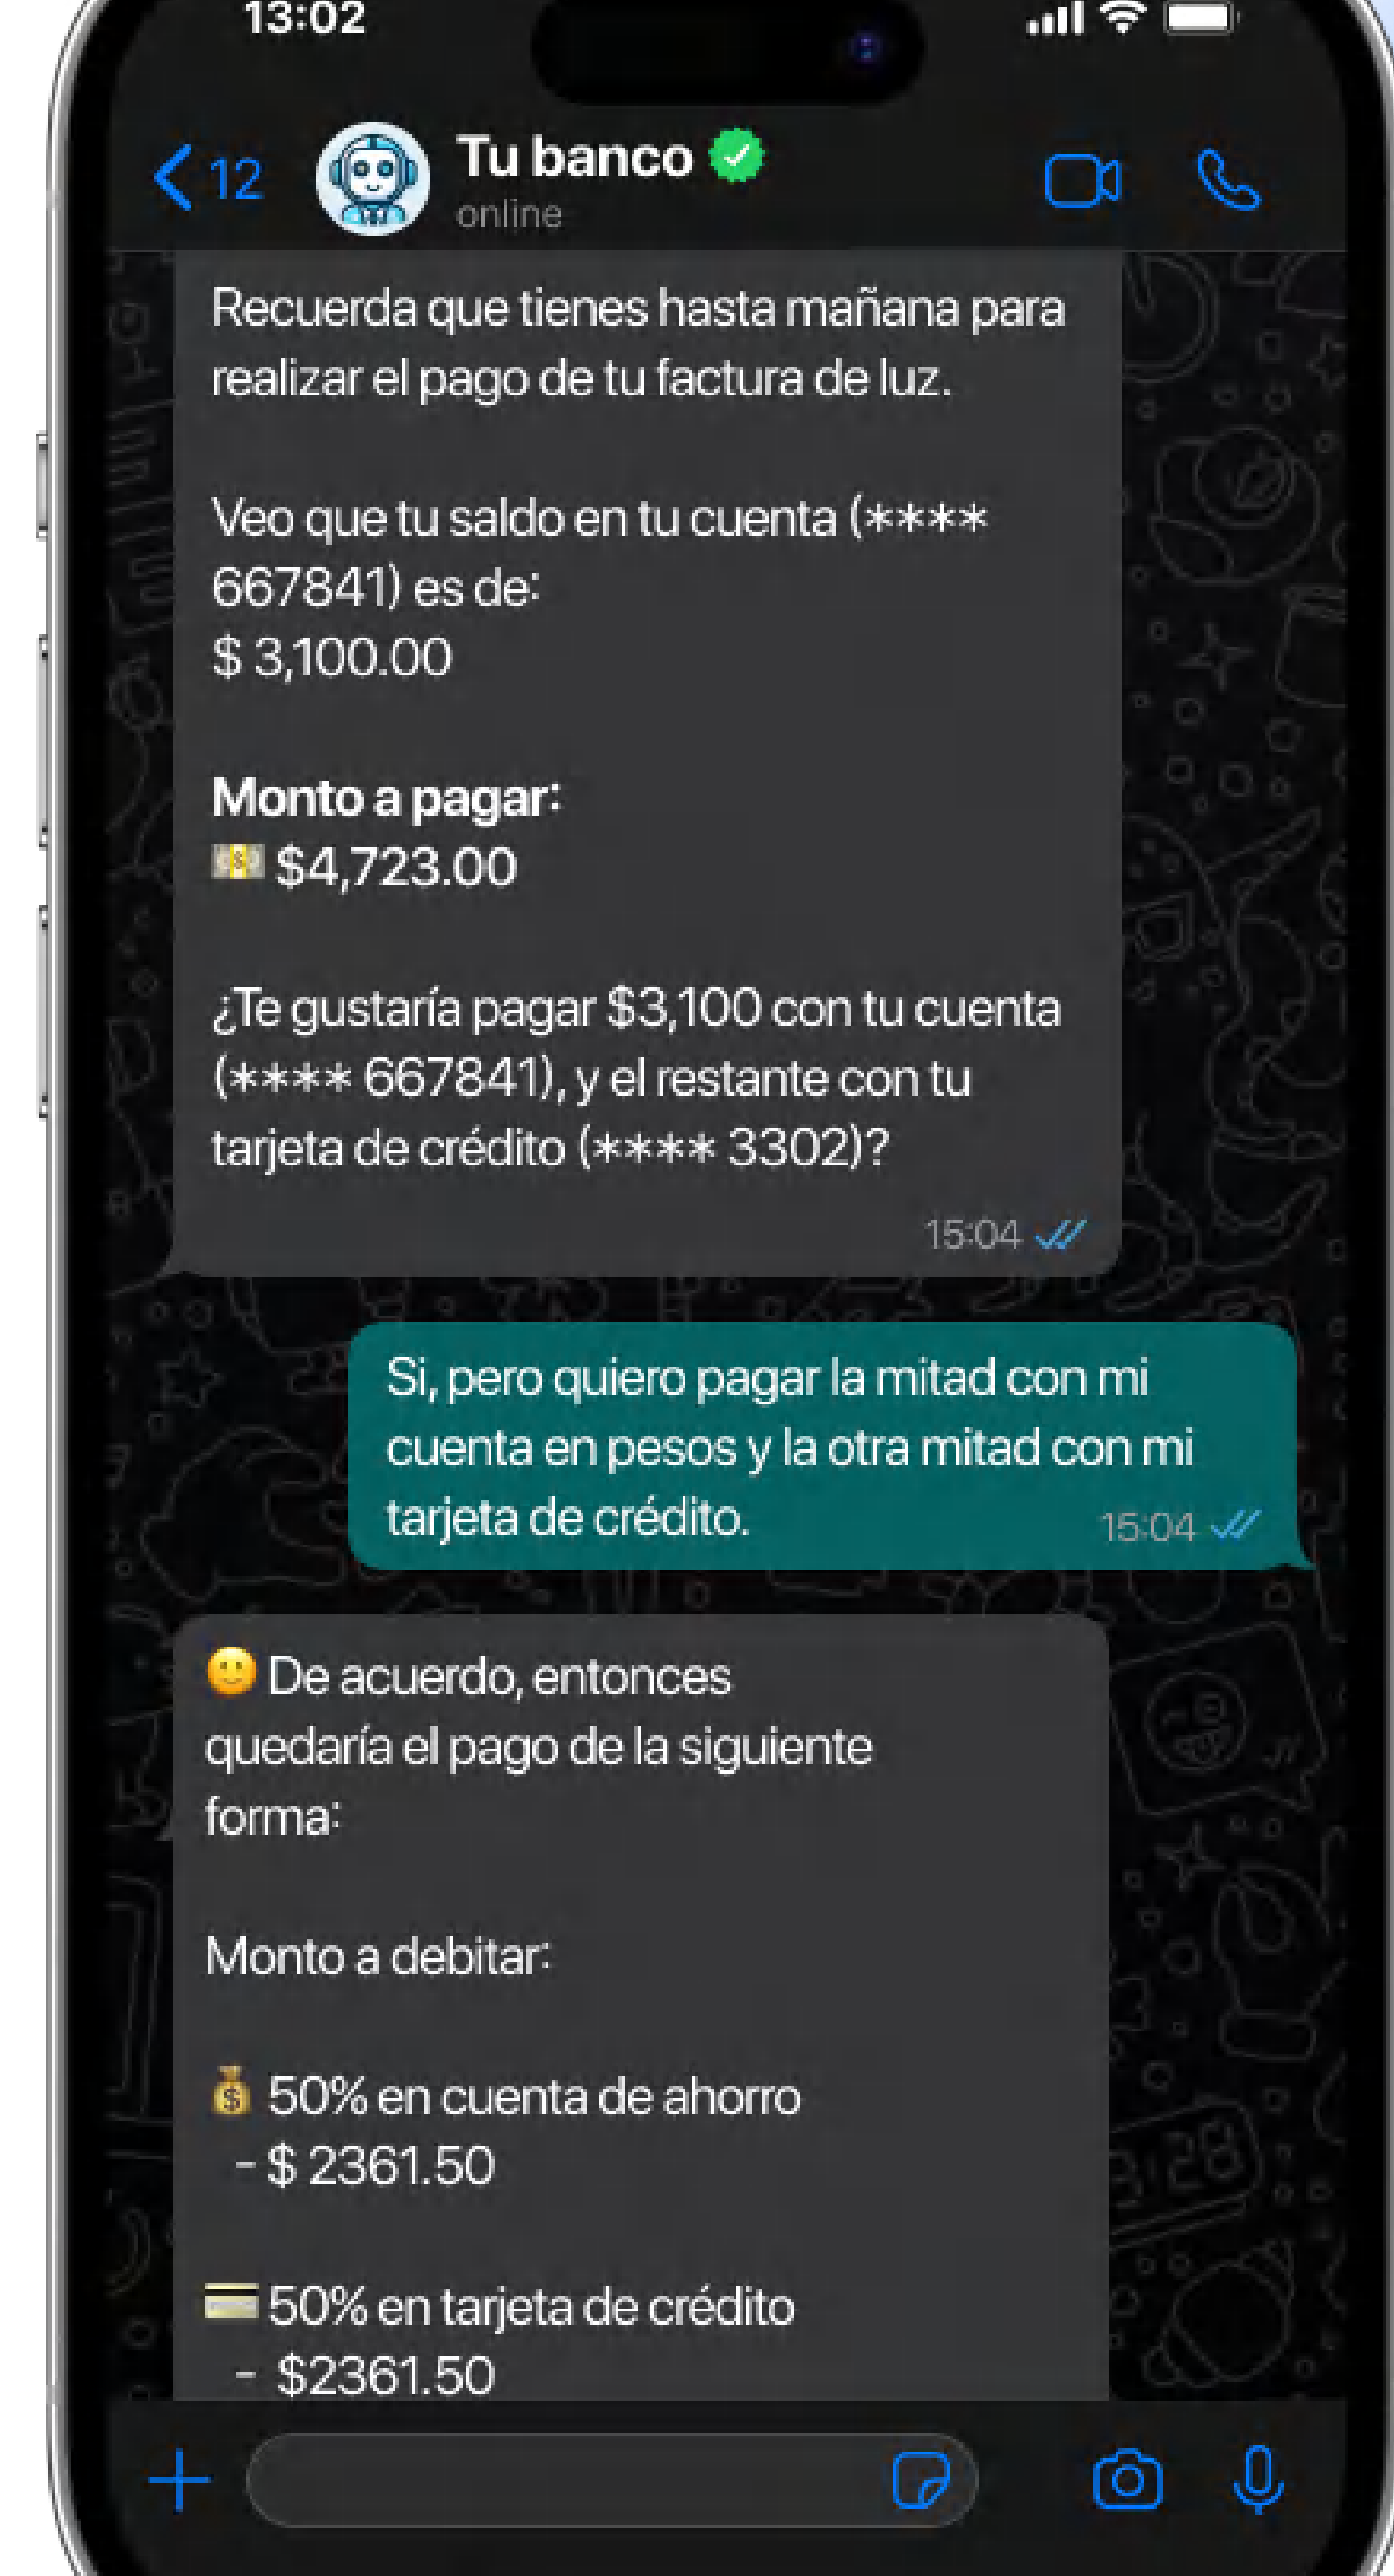 13:02
12
Tu banco
online
Recuerda que tienes hasta mañana para
realizar el pago de tu factura de luz.
Veo que tu saldo en tu cuenta (****
667841) es de:
$ 3,100.00
Monto a pagar:
💵 $4,723.00
¿Te gustaría pagar $3,100 con tu cuenta
(**** 667841), y el restante con tu
tarjeta de crédito (**** 3302)?
15:04
Si, pero quiero pagar la mitad con mi
cuenta en pesos y la otra mitad con mi
tarjeta de crédito.
15:04
🙂 De acuerdo, entonces
quedaría el pago de la siguiente
forma:
Monto a debitar:
💰 50% en cuenta de ahorro
- $ 2361.50
💳 50% en tarjeta de crédito
- $2361.50